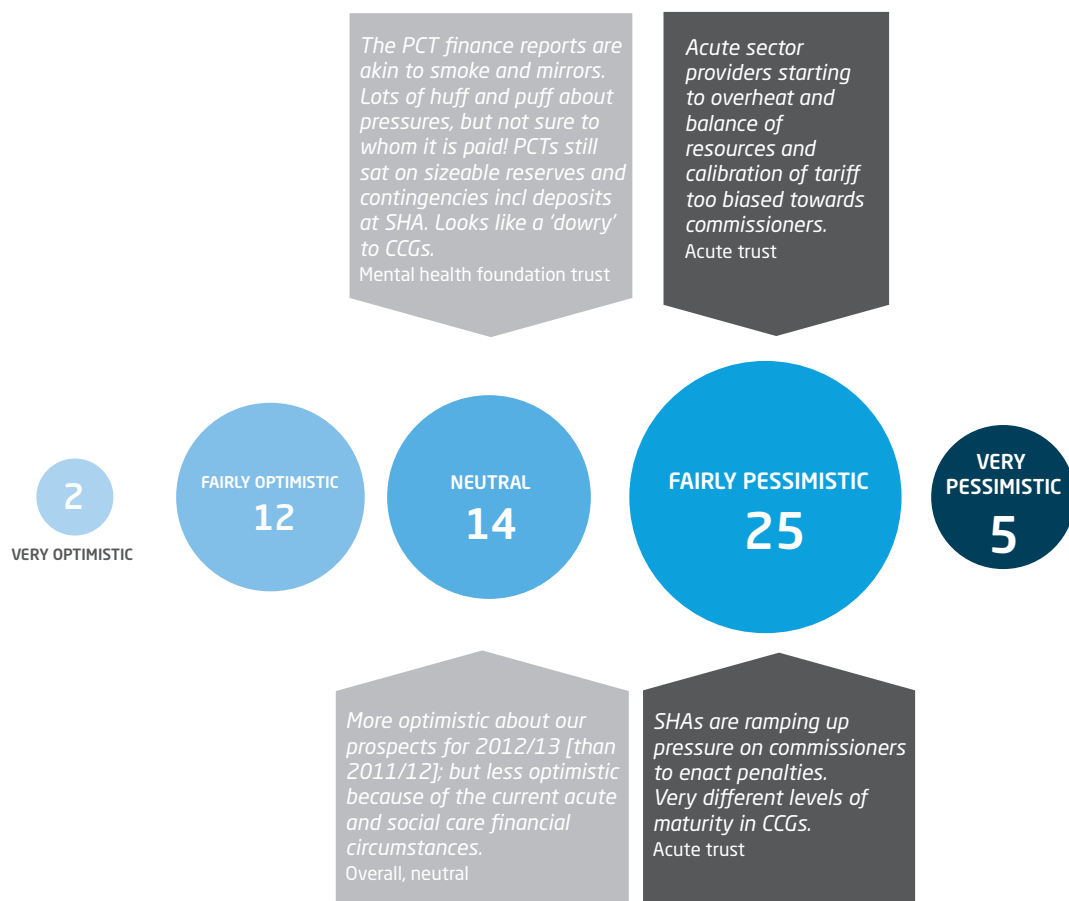 The PCT finance reports are
akin to smoke and mirrors.
Lots of huff and puff about
pressures, but not sure to
whom it is paid! PCTs still
sat on sizeable reserves and
contingencies incl deposits
at SHA. Looks like a ‘dowry’
to CCGs.
Mental health foundation trust
Acute sector
providers starting
to overheat and
balance of
resources and
calibration of tariff
too biased towards
commissioners.
Acute trust
2
VERY OPTIMISTIC
FAIRLY OPTIMISTIC
12
NEUTRAL
14
FAIRLY PESSIMISTIC
25
VERY
PESSIMISTIC
5
More optimistic about our
prospects for 2012/13 [than
2011/12]; but less optimistic
because of the current acute
and social care financial
circumstances.
Overall, neutral
SHAs are ramping up
pressure on commissioners
to enact penalties.
Very different levels of
maturity in CCGs.
Acute trust